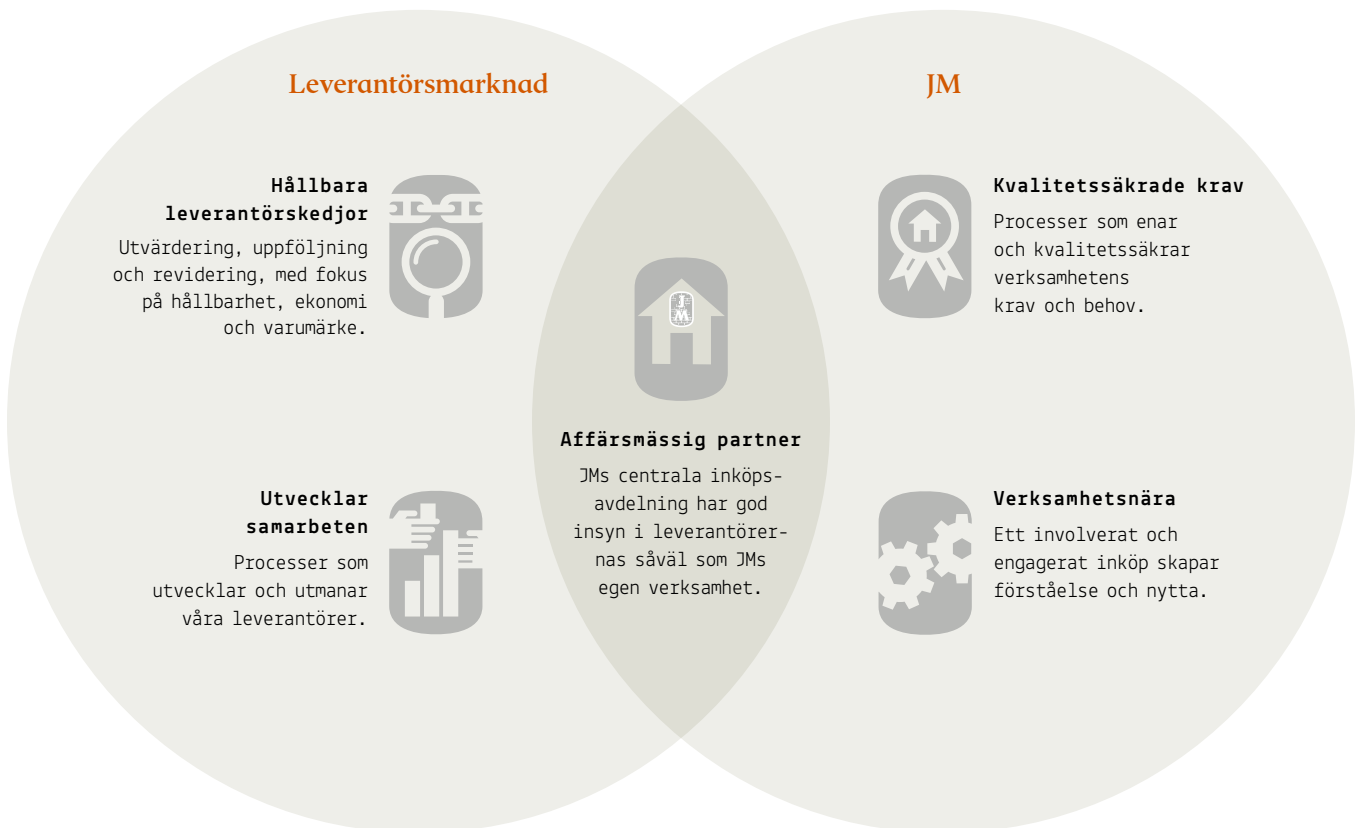 Leverantörsmarknad
Hållbara
leverantörskedjor
Utvärdering, uppföljning
och revidering, med fokus
på hållbarhet, ekonomi
och varumärke.
Utvecklar
samarbeten
Processer som
utvecklar och utmanar
våra leverantörer.
JM
Affärsmässig partner
JMs centrala inköps-
avdelning har god
insyn i leverantörer-
nas såväl som JMs
egen verksamhet.
JM
Kvalitetssäkrade krav
Processer som enar
och kvalitetssäkrar
verksamhetens
krav och behov.
Verksamhetsnära
Ett involverat och
engagerat inköp skapar
förståelse och nytta.